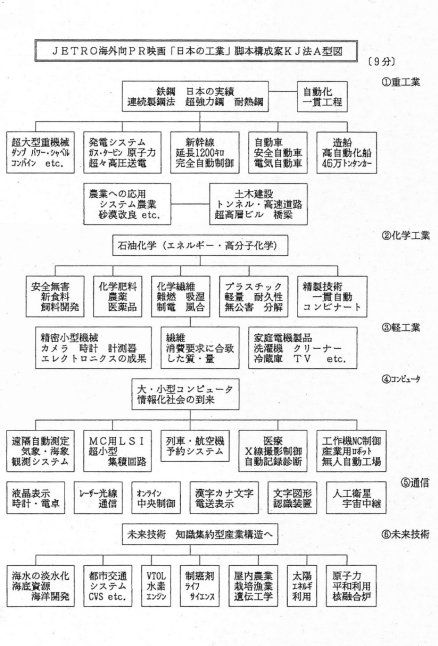 JETRO海外向PR映画「日本の工業」脚本構成案KJ法A型図
〔9分〕
①重工業
鉄鋼 日本の実績
連続製鋼法 超強力鋼 耐熱鋼
自動化
一貫工程
超大型重機械
ダンプ パワー・シャベル
コンバイン etc.
発電システム
ガス・タービン 原子力
超々高圧送電
新幹線
延長1200キロ
完全自動制御
自動車
安全自動車
電気自動車
造船
高自動化船
46万トンタンカー
農業への応用
システム農業
砂漠改良 etc.
土木建設
トンネル・高速道路
超高層ビル 橋梁
②化学工業
石油化学(エネルギー・高分子化学)
安全無害
新食料
飼料開発
化学肥料
農薬
医薬品
化学繊維
難燃 吸湿
制電 風合
プラスチック
軽量 耐久性
無公害 分解
精製技術
一貫自動
コンビナート
③軽工業
精密小型機械
カメラ 時計 計測器
エレクトロニクスの成果
繊維
消費要求に合致
した質・量
家庭電機製品
洗濯機 クリーナー
冷蔵庫 TV etc.
④コンピュータ
大・小型コンピュータ
情報化社会の到来
遠隔自動測定
気象・海象
観測システム
MC用LSI
超小型
集積回路
列車・航空機
予約システム
医療
X線撮影制御
自動記録診断
工作機NC制御
産業用ロボット
無人自動工場
⑤通信
液晶表示
時計・電卓
レーザー光線
通信
オンライン
中央制御
漢字カナ文字
電送表示
文字図形
認識装置
人工衛星
宇宙中継
⑥未来技術
未来技術 知識集約型産業構造へ
海水の淡水化
海底資源
海洋開発
都市交通
システム
CVS etc.
VTOL
水素
エンジン
制癌剤
ライフ
サイエンス
屋内農業
栽培漁業
遺伝工学
太陽
エネルギ
利用
原子力
平和利用
核融合炉